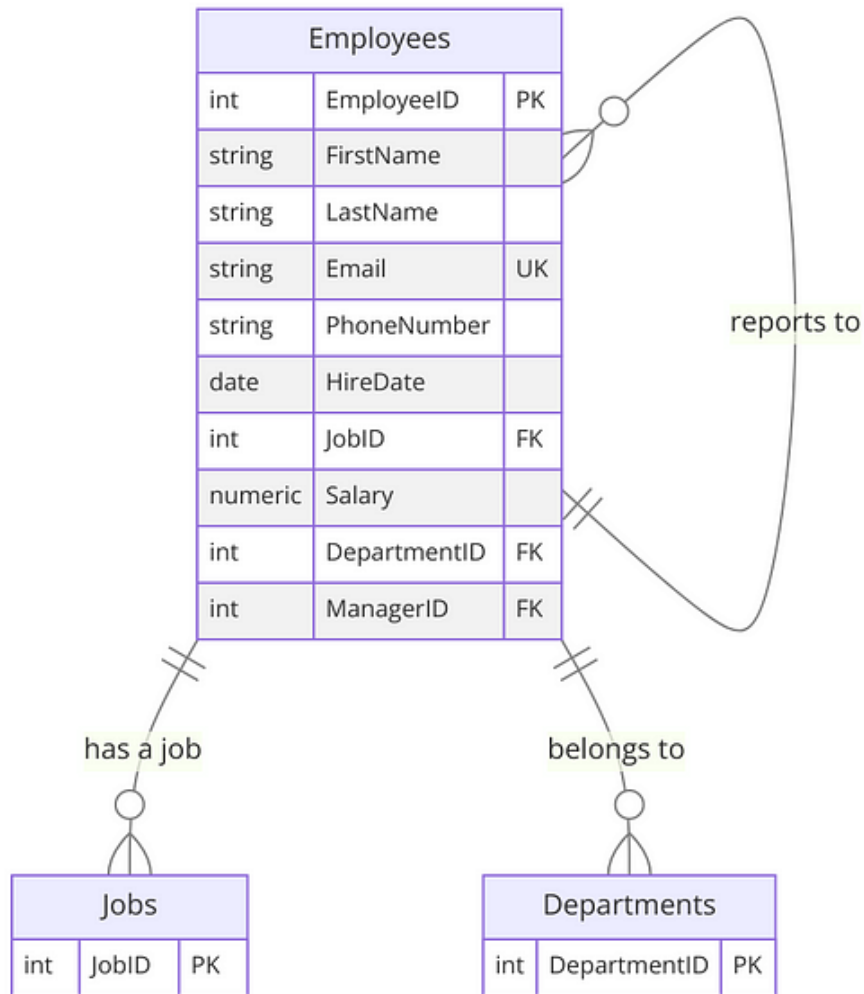 Employees
int EmployeeID PK
string FirstName
string LastName
string Email UK
string PhoneNumber
date HireDate
int JobID FK
numeric Salary
int DepartmentID FK
int ManagerID FK
reports to
has a job
belongs to
Jobs
int JobID PK
Departments
int DepartmentID PK